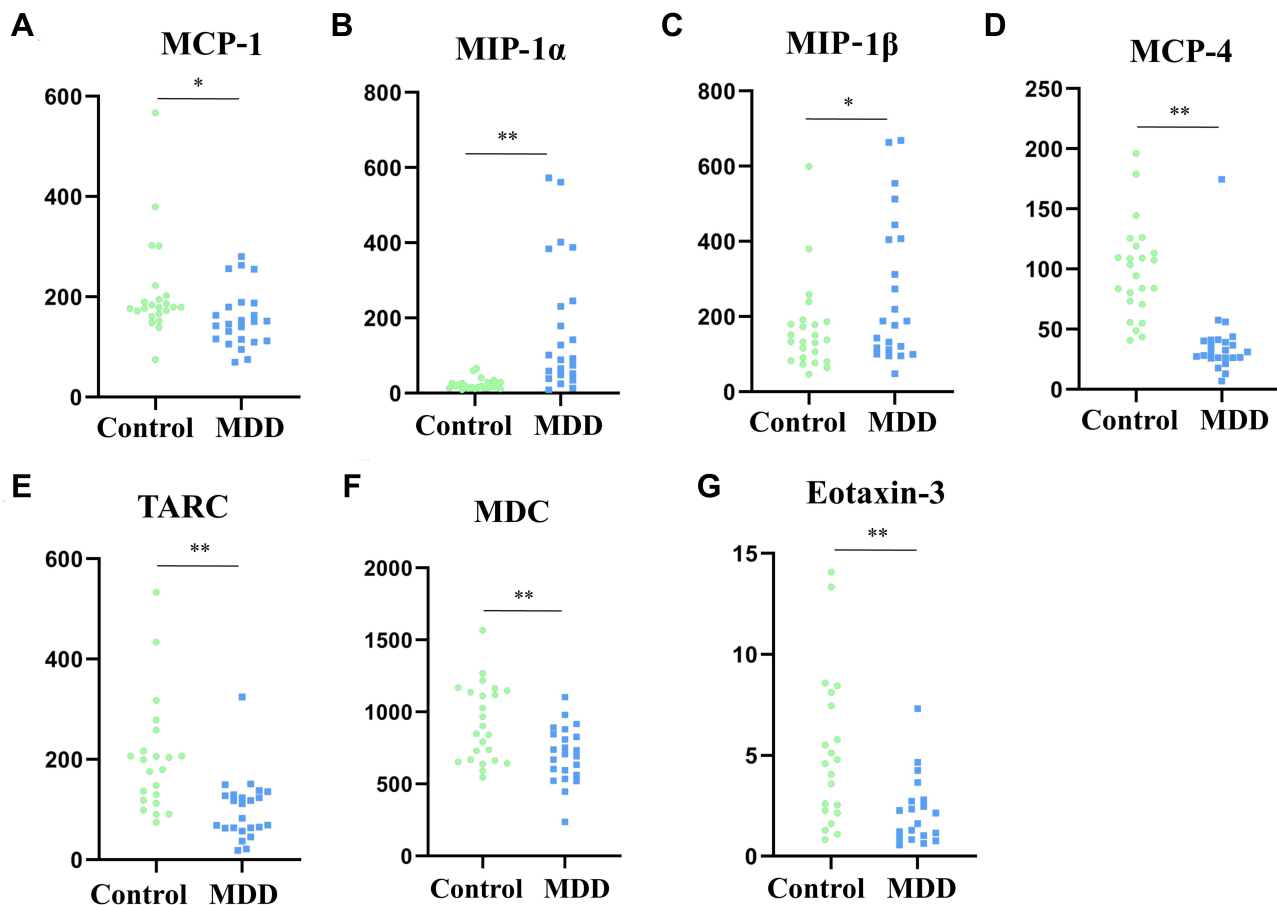 A
MCP-1
*
600
400
200
0
Control MDD
B
MIP-1α
**
800
600
400
200
0
Control MDD
C
MIP-1β
*
800
600
400
200
0
Control MDD
D
MCP-4
**
250
200
150
100
50
0
Control MDD
E
TARC
**
600
400
200
0
Control MDD
F
MDC
**
2000
1500
1000
500
0
Control MDD
G
Eotaxin-3
**
15
10
5
0
Control MDD